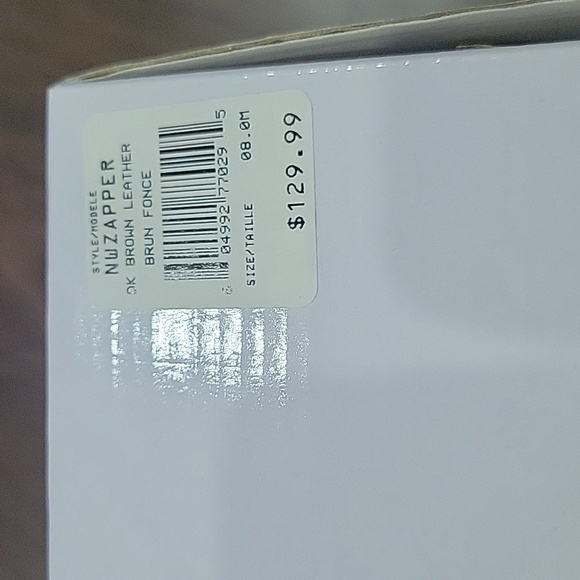 STYLE/MODELE
NWZAPPER
DK BROWN LEATHER
BRUN FONCE
04992 77029 5
SIZE/TAILLE 08.0M
$129.99